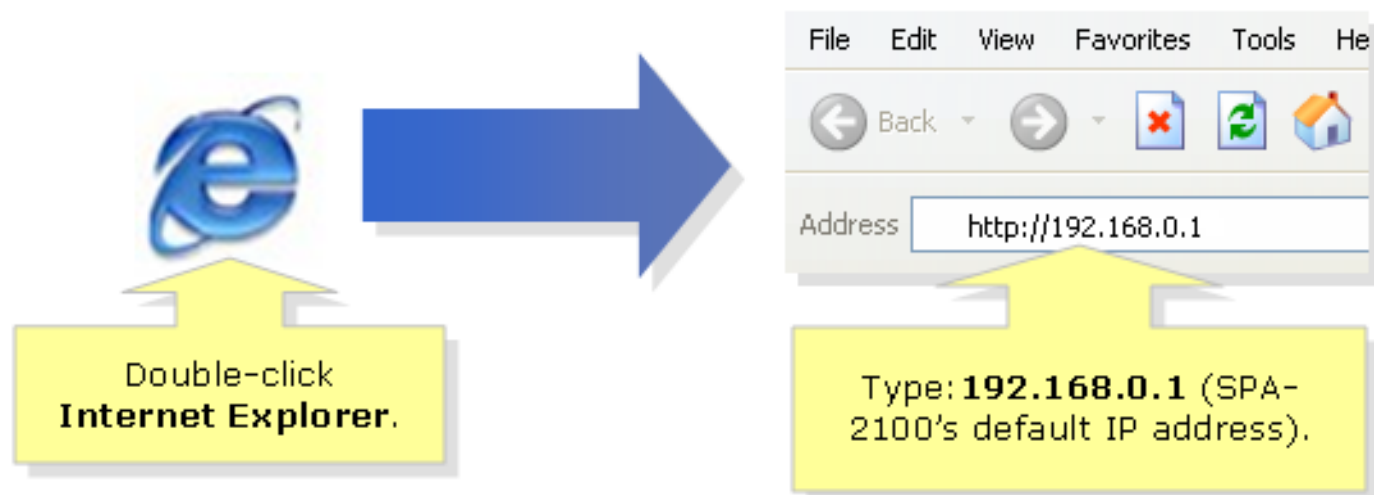 File Edit View Favorites Tools He
Back
Address http://192.168.0.1
Double-click
Internet Explorer.
Type: 192.168.0.1 (SPA-
2100's default IP address).